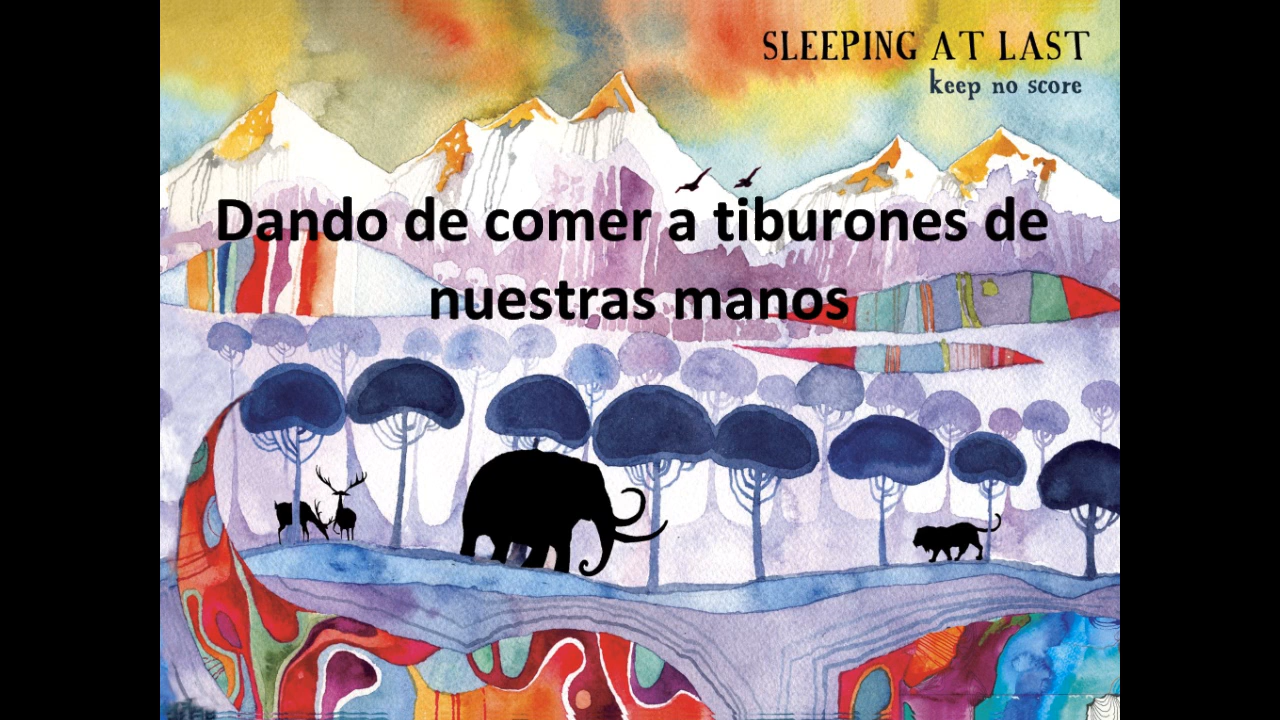 SLEEPING AT LAST
keep no score
Dando de comer a tiburones de
nuestras manos